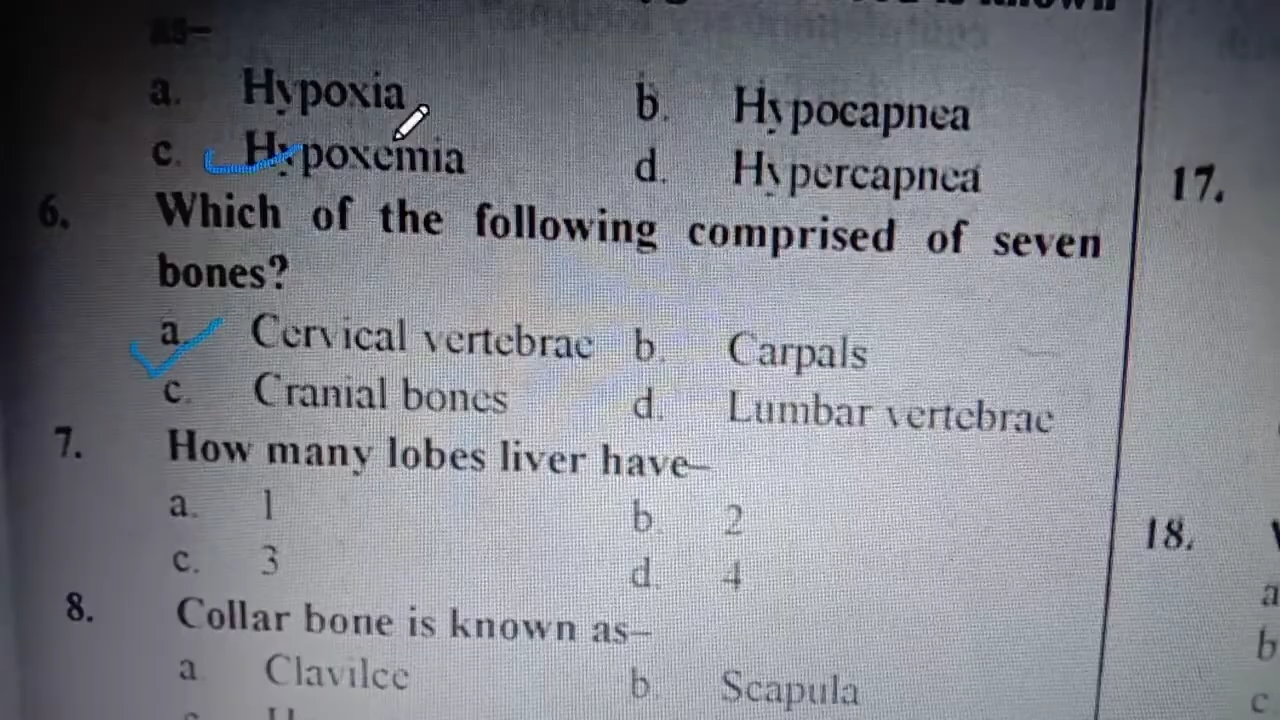 as–
a. Hypoxia b. Hypocapnea
c. Hypoxemia d. Hypercapnea
6. Which of the following comprised of seven
bones?
a. Cervical vertebrae b. Carpals
c. Cranial bones d. Lumbar vertebrae
7. How many lobes liver have–
a. 1 b. 2
c. 3 d. 4
8. Collar bone is known as–
a. Clavilce b. Scapula
17.
18.
a
b
c